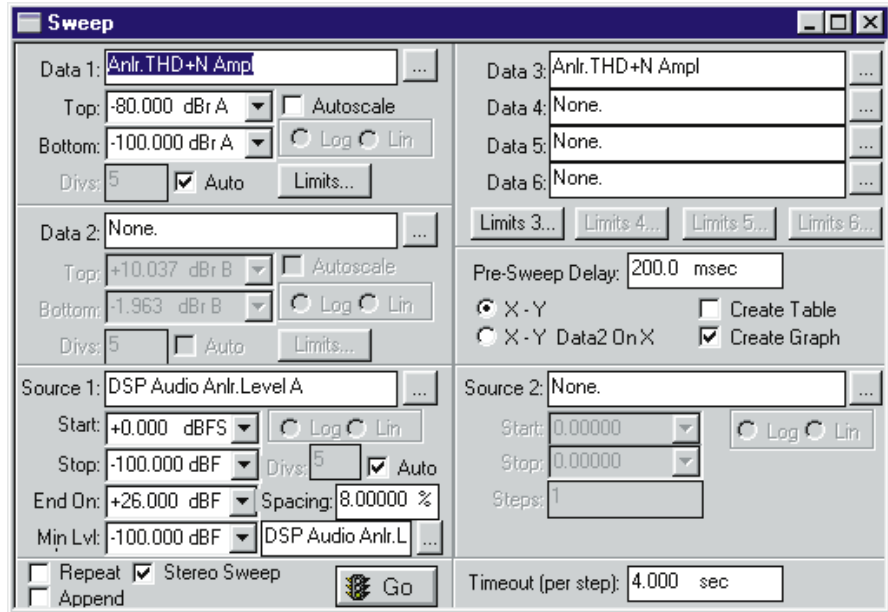 Sweep
Data 1: Anlr.THD+N Ampl ...
Top: -80.000 dBr A Autoscale
Bottom: -100.000 dBr A Log Lin
Divs: 5 Auto Limits...
Data 2: None. ...
Top: +10.037 dBr B Autoscale
Bottom: -1.963 dBr B Log Lin
Divs: 5 Auto Limits...
Source 1: DSP Audio Anlr.Level A ...
Start: +0.000 dBFS Log Lin
Stop: -100.000 dBF Divs: 5 Auto
End On: +26.000 dBF Spacing: 8.00000 %
Min Lvl: -100.000 dBF DSP Audio Anlr.L ...
Repeat Stereo Sweep
Append
Go
Data 3: Anlr.THD+N Ampl ...
Data 4: None. ...
Data 5: None. ...
Data 6: None. ...
Limits 3... Limits 4... Limits 5... Limits 6...
Pre-Sweep Delay: 200.0 msec
X - Y Create Table
X - Y Data2 On X Create Graph
Source 2: None. ...
Start: 0.00000 Log Lin
Stop: 0.00000
Steps: 1
Timeout (per step): 4.000 sec